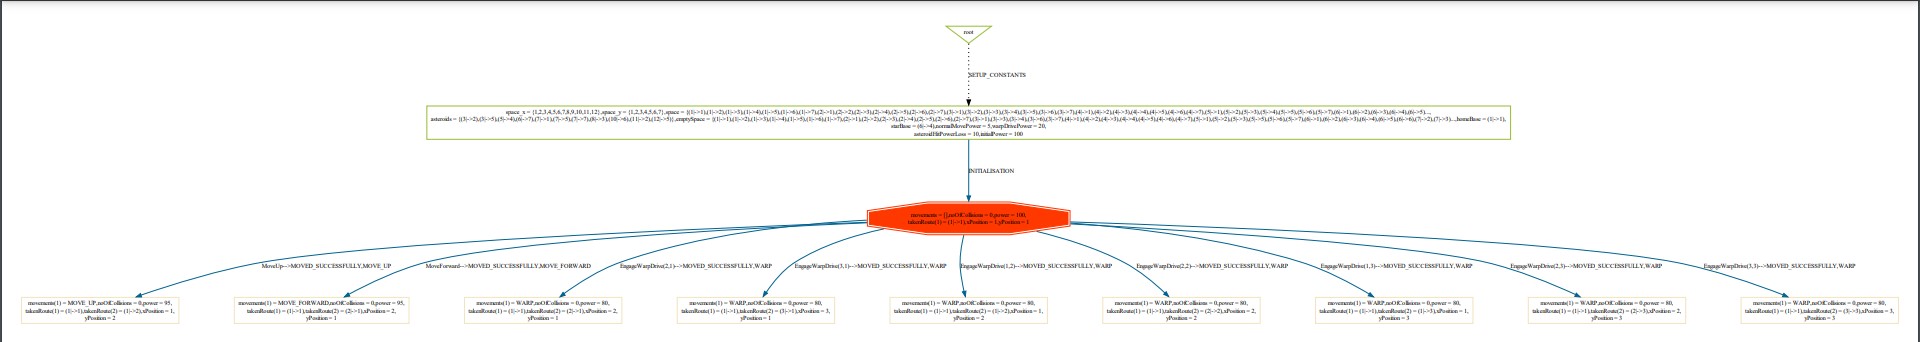 root
SETUP_CONSTANTS
space_x = {1,2,3,4,5,6,7,8,9,10,11,12},space_y = {1,2,3,4,5,6,7},space = {(1|->1),(1|->2),(1|->3),(1|->4),(1|->5),(1|->6),(1|->7),(2|->1),(2|->2),(2|->3),(2|->4),(2|->5),(2|->6),(2|->7),(3|->1),(3|->2),(3|->3),(3|->4),(3|->5),(3|->6),(3|->7),(4|->1),(4|->2),(4|->3),(4|->4),(4|->5),(4|->6),(4|->7),(5|->1),(5|->2),(5|->3),(5|->4),(5|->5),(5|->6),(5|->7),(6|->1),(6|->2),(6|->3),(6|->4),(6|->5)...,
asteroids = {(3|->2),(3|->5),(5|->4),(6|->7),(7|->1),(7|->5),(7|->7),(8|->3),(10|->6),(11|->2),(12|->5)},emptySpace = {(1|->1),(1|->2),(1|->3),(1|->4),(1|->5),(1|->6),(1|->7),(2|->1),(2|->2),(2|->3),(2|->4),(2|->5),(2|->6),(2|->7),(3|->1),(3|->3),(3|->4),(3|->6),(3|->7),(4|->1),(4|->2),(4|->3),(4|->4),(4|->5),(4|->6),(4|->7),(5|->1),(5|->2),(5|->3),(5|->5),(5|->6),(5|->7),(6|->1),(6|->2),(6|->3),(6|->4),(6|->5),(6|->6),(7|->2),(7|->3)...,homeBase = (1|->1),
starBase = (6|->4),normalMovePower = 5,warpDrivePower = 20,
asteroidHitPowerLoss = 10,initialPower = 100
INITIALISATION
movements = [],noOfCollisions = 0,power = 100,
takenRoute(1) = (1|->1),xPosition = 1,yPosition = 1
MoveUp-->MOVED_SUCCESSFULLY,MOVE_UP
MoveForward-->MOVED_SUCCESSFULLY,MOVE_FORWARD
EngageWarpDrive(2,1)-->MOVED_SUCCESSFULLY,WARP
EngageWarpDrive(3,1)-->MOVED_SUCCESSFULLY,WARP
EngageWarpDrive(1,2)-->MOVED_SUCCESSFULLY,WARP
EngageWarpDrive(2,2)-->MOVED_SUCCESSFULLY,WARP
EngageWarpDrive(1,3)-->MOVED_SUCCESSFULLY,WARP
EngageWarpDrive(2,3)-->MOVED_SUCCESSFULLY,WARP
EngageWarpDrive(3,3)-->MOVED_SUCCESSFULLY,WARP
movements(1) = MOVE_UP,noOfCollisions = 0,power = 95,
takenRoute(1) = (1|->1),takenRoute(2) = (1|->2),xPosition = 1,
yPosition = 2
movements(1) = MOVE_FORWARD,noOfCollisions = 0,power = 95,
takenRoute(1) = (1|->1),takenRoute(2) = (2|->1),xPosition = 2,
yPosition = 1
movements(1) = WARP,noOfCollisions = 0,power = 80,
takenRoute(1) = (1|->1),takenRoute(2) = (2|->1),xPosition = 2,
yPosition = 1
movements(1) = WARP,noOfCollisions = 0,power = 80,
takenRoute(1) = (1|->1),takenRoute(2) = (3|->1),xPosition = 3,
yPosition = 1
movements(1) = WARP,noOfCollisions = 0,power = 80,
takenRoute(1) = (1|->1),takenRoute(2) = (1|->2),xPosition = 1,
yPosition = 2
movements(1) = WARP,noOfCollisions = 0,power = 80,
takenRoute(1) = (1|->1),takenRoute(2) = (2|->2),xPosition = 2,
yPosition = 2
movements(1) = WARP,noOfCollisions = 0,power = 80,
takenRoute(1) = (1|->1),takenRoute(2) = (1|->3),xPosition = 1,
yPosition = 3
movements(1) = WARP,noOfCollisions = 0,power = 80,
takenRoute(1) = (1|->1),takenRoute(2) = (2|->3),xPosition = 2,
yPosition = 3
movements(1) = WARP,noOfCollisions = 0,power = 80,
takenRoute(1) = (1|->1),takenRoute(2) = (3|->3),xPosition = 3,
yPosition = 3